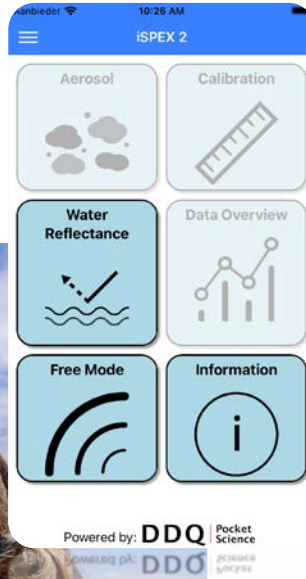 anbieder 10:26 AM
iSPEX 2
Aerosol Calibration
Water Reflectance Data Overview
Free Mode Information
i
Powered by: DDQ Pocket Science